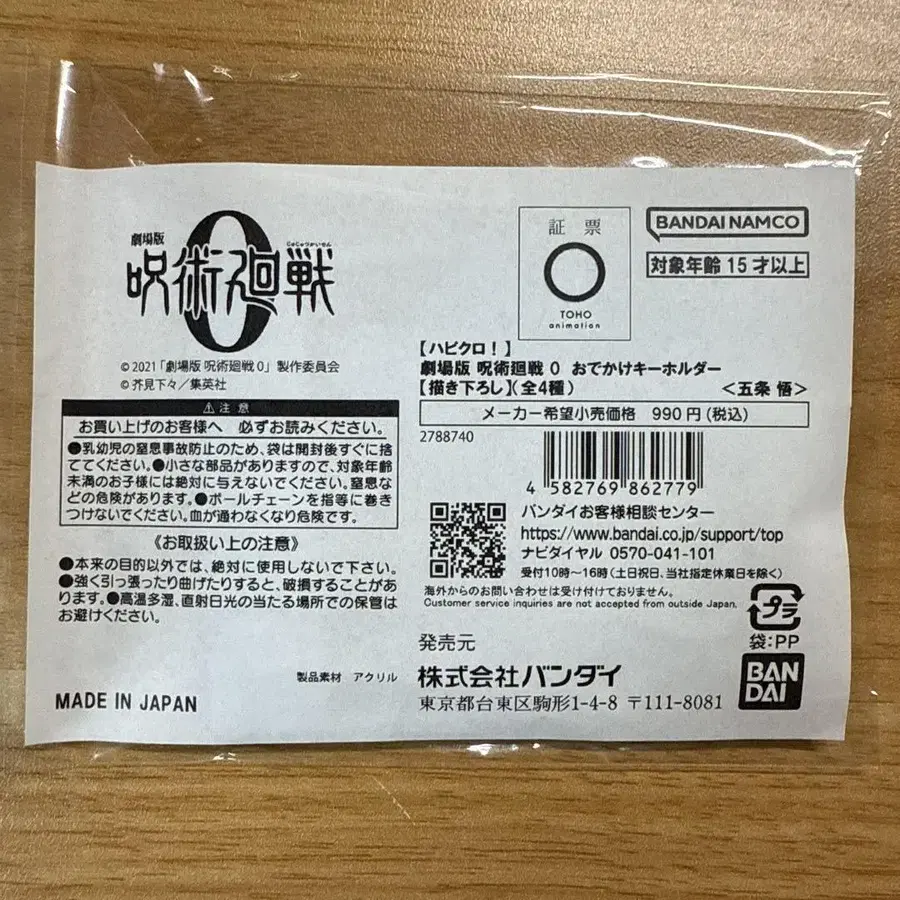 劇場版
じゅじゅつかいせん
呪術廻戦
0
© 2021「劇場版 呪術廻戦 0」製作委員会
© 芥見下々／集英社
⚠注 意
お買い上げのお客様へ 必ずお読みください。
●乳幼児の窒息事故防止のため、袋は開封後すぐに捨
ててください。●小さな部品がありますので、対象年齢
未満のお子様には絶対に与えないでください。窒息な
どの危険があります。●ボールチェーンを指等に巻き
つけないでください。血が通わなくなり危険です。
《お取扱い上の注意》
●本来の目的以外では、絶対に使用しないで下さい。
●強く引っ張ったり曲げたりすると、破損することがあ
ります。●高温多湿、直射日光の当たる場所での保管は
お避けください。
製品素材 アクリル
MADE IN JAPAN
証 票
TOHO
animation
BANDAI NAMCO
対象年齢 15才以上
【ハピクロ！】
劇場版 呪術廻戦 0 おでかけキーホルダー
【描き下ろし】(全4種) ＜五条 悟＞
メーカー希望小売価格 990円(税込)
2788740
4 582769 862779
バンダイお客様相談センター
https://www.bandai.co.jp/support/top
ナビダイヤル 0570-041-101
受付10時～16時(土日祝日、当社指定休業日を除く)
海外からのお問い合わせは受け付けておりません。
Customer service inquiries are not accepted from outside Japan.
プラ
袋:PP
発売元
株式会社バンダイ
東京都台東区駒形1-4-8 〒111-8081
BAN
DAI